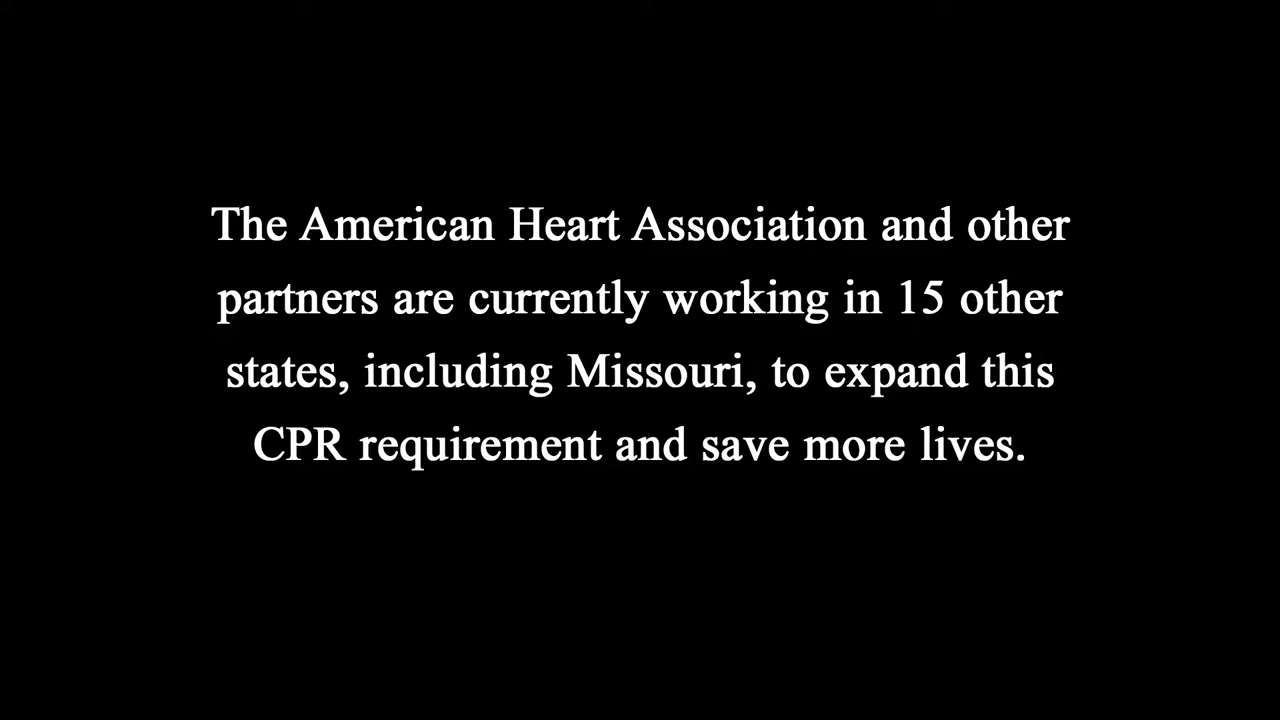 The American Heart Association and other
partners are currently working in 15 other
states, including Missouri, to expand this
CPR requirement and save more lives.